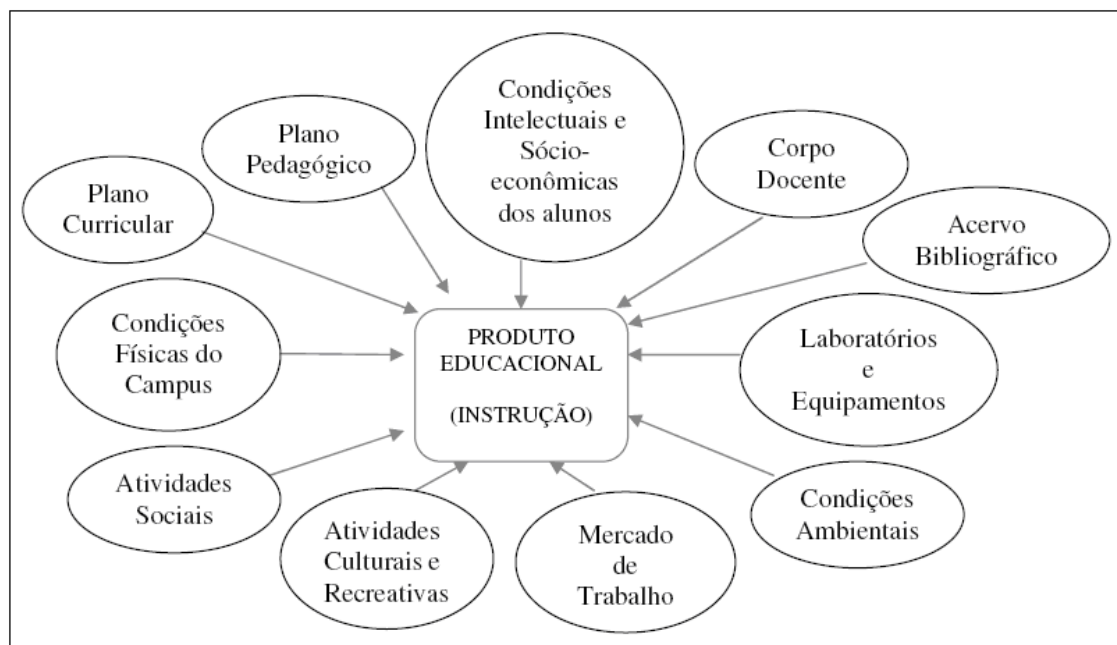 Condições
Intelectuais e
Sócio-
econômicas
dos alunos
Plano
Pedagógico
Corpo
Docente
Plano
Curricular
Acervo
Bibliográfico
Condições
Físicas do
Campus
PRODUTO
EDUCACIONAL
(INSTRUÇÃO)
Laboratórios
e
Equipamentos
Atividades
Sociais
Atividades
Culturais e
Recreativas
Mercado
de
Trabalho
Condições
Ambientais